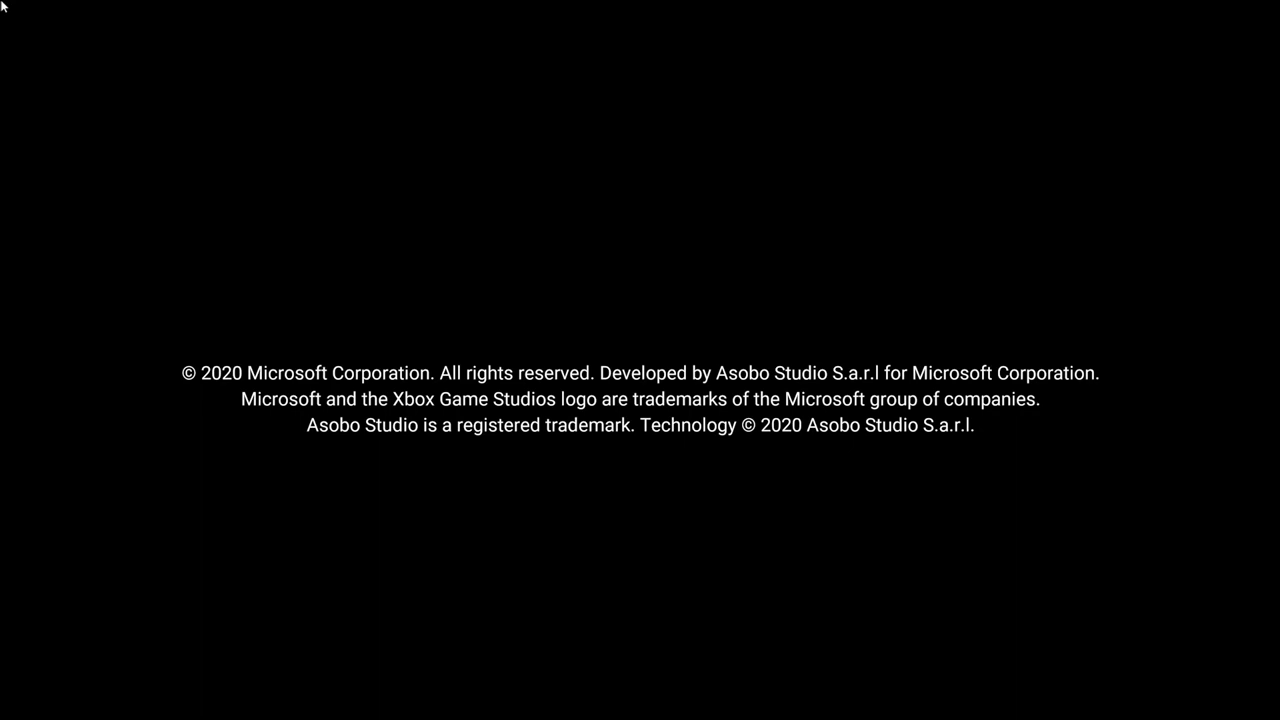 © 2020 Microsoft Corporation. All rights reserved. Developed by Asobo Studio S.a.r.l for Microsoft Corporation.
Microsoft and the Xbox Game Studios logo are trademarks of the Microsoft group of companies.
Asobo Studio is a registered trademark. Technology © 2020 Asobo Studio S.a.r.l.